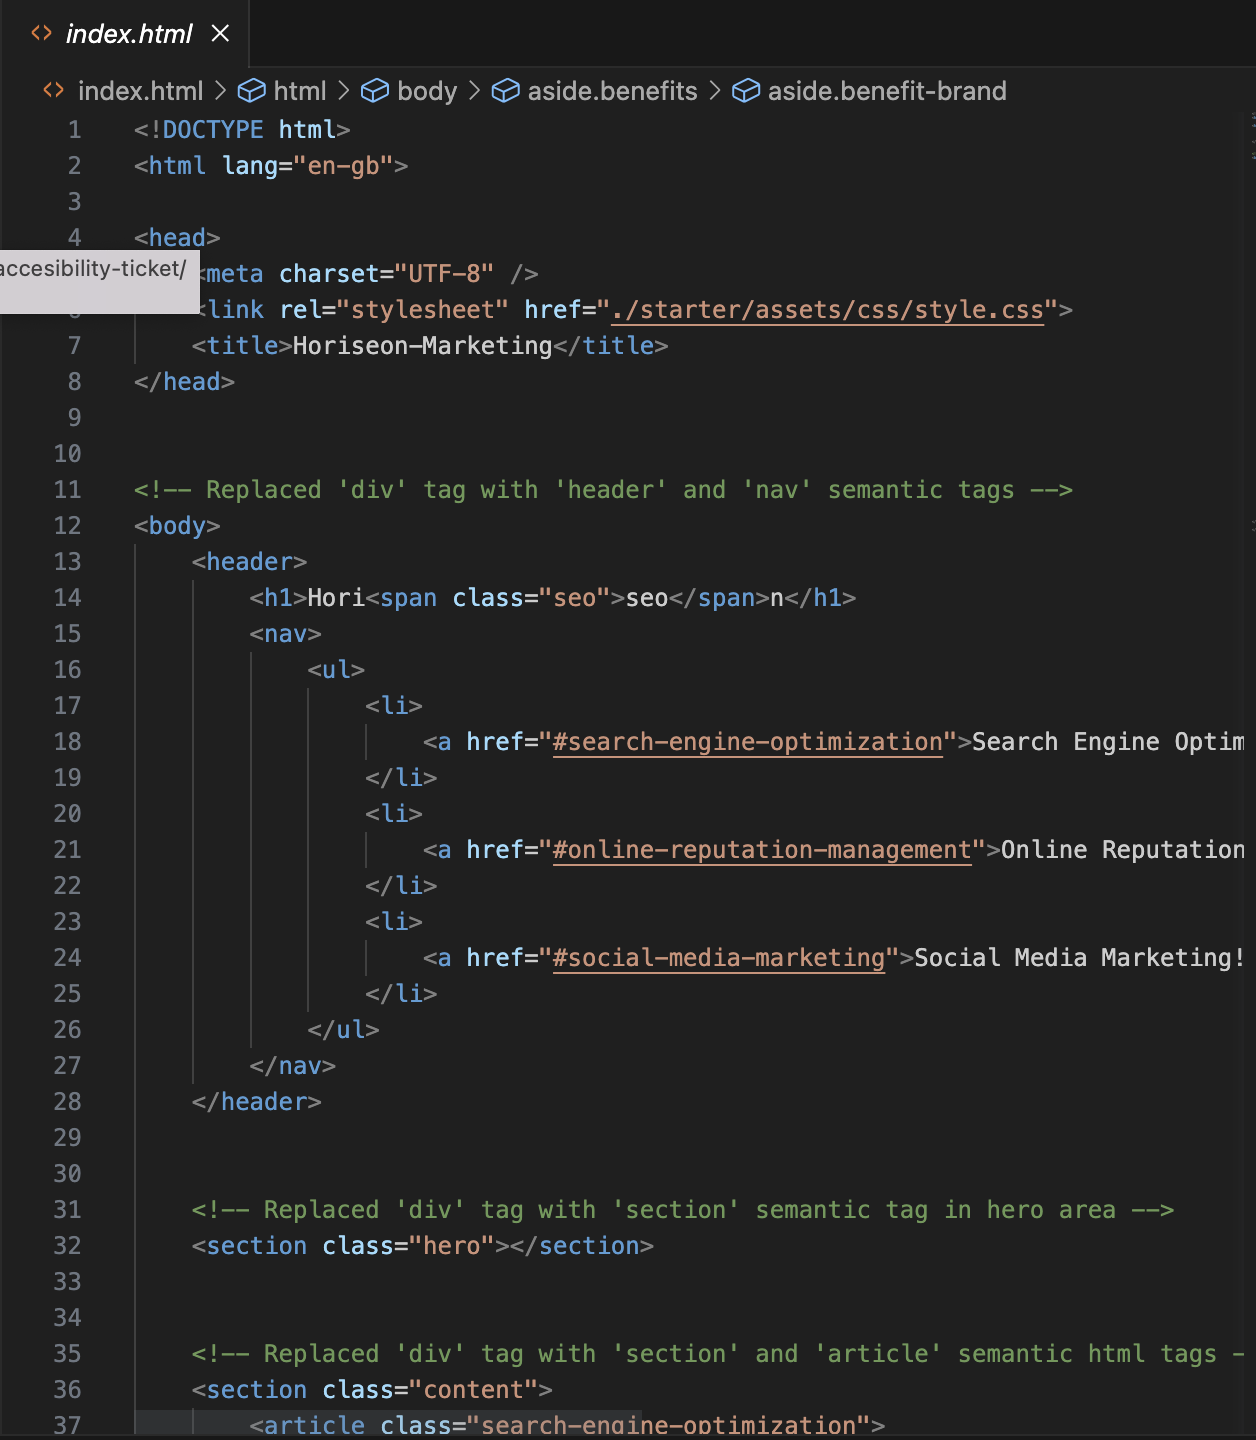 index.html
index.html > html > body > aside.benefits > aside.benefit-brand
1 <!DOCTYPE html>
2 <html lang="en-gb">
3
4 <head>
accesibility-ticket/
<meta charset="UTF-8" />
<link rel="stylesheet" href="./starter/assets/css/style.css">
7 <title>Horiseon-Marketing</title>
8 </head>
9
10
11 <!-- Replaced 'div' tag with 'header' and 'nav' semantic tags -->
12 <body>
13 <header>
14 <h1>Hori<span class="seo">seo</span>n</h1>
15 <nav>
16 <ul>
17 <li>
18 <a href="#search-engine-optimization">Search Engine Optim
19 </li>
20 <li>
21 <a href="#online-reputation-management">Online Reputation
22 </li>
23 <li>
24 <a href="#social-media-marketing">Social Media Marketing!
25 </li>
26 </ul>
27 </nav>
28 </header>
29
30
31 <!-- Replaced 'div' tag with 'section' semantic tag in hero area -->
32 <section class="hero"></section>
33
34
35 <!-- Replaced 'div' tag with 'section' and 'article' semantic html tags -
36 <section class="content">
37 <article class="search-engine-optimization">